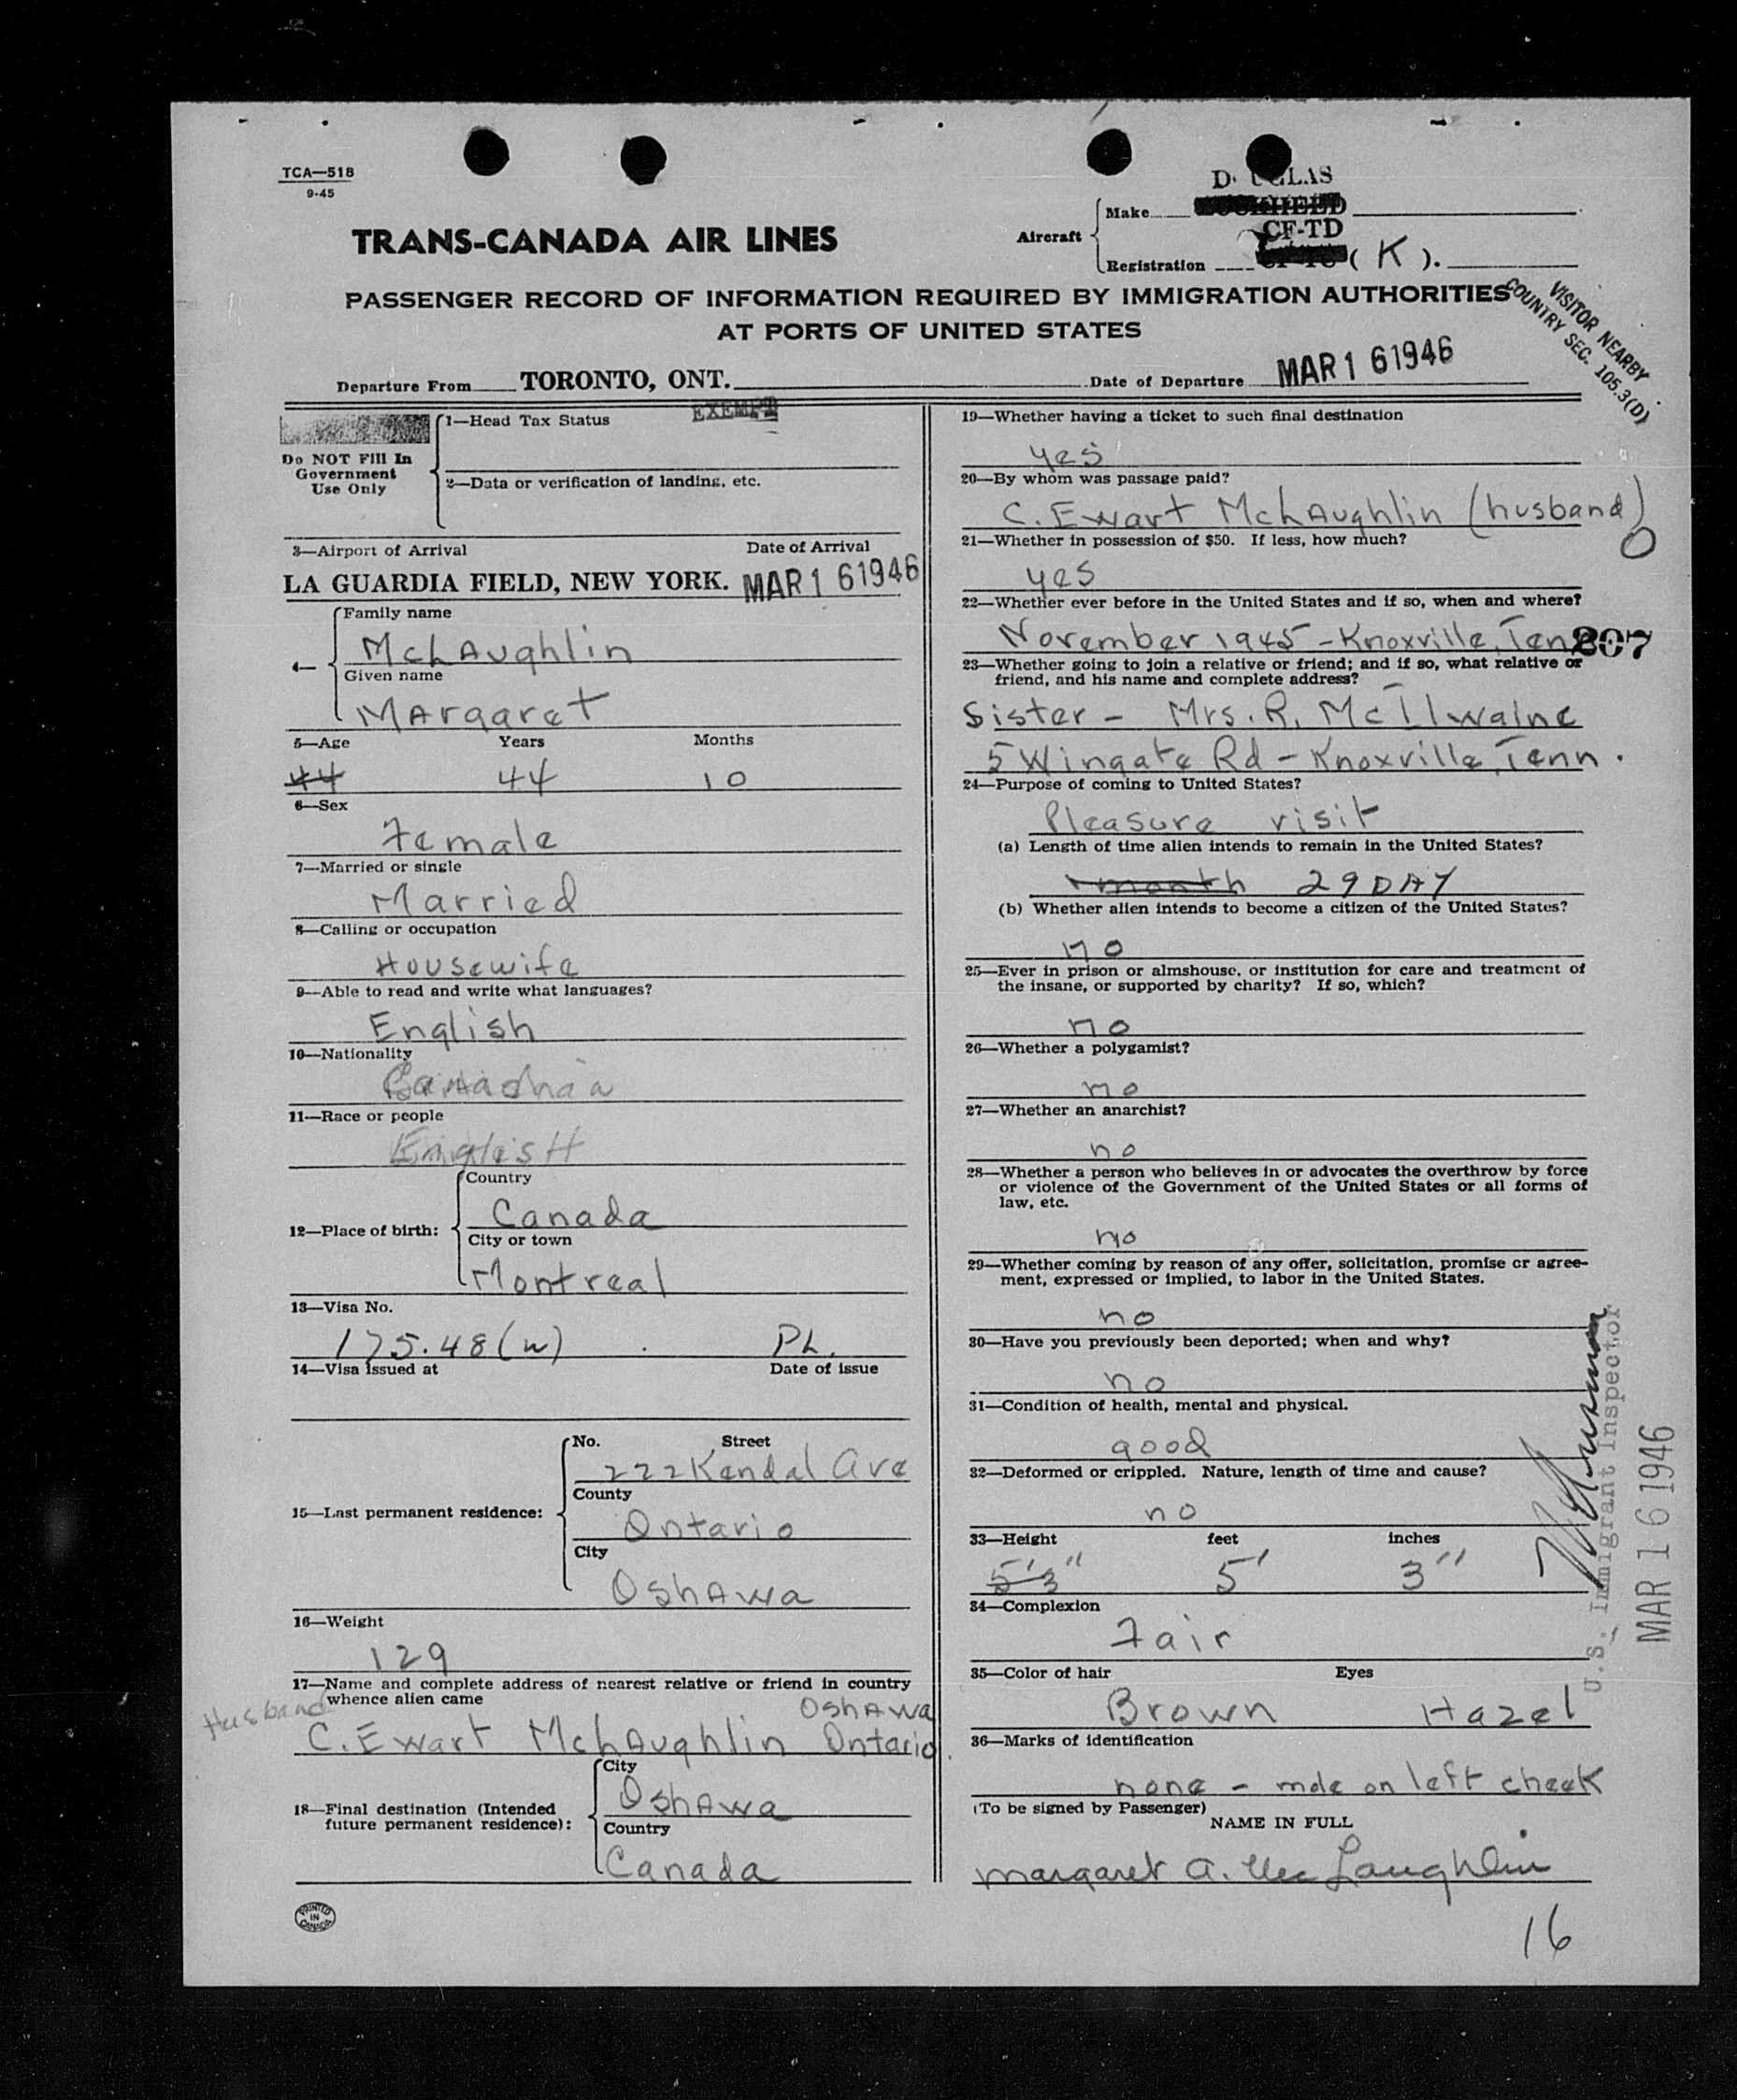 TCA—518
9-45
DOUGLAS
Aircraft
Make
CF-TD
Registration
( K ).
TRANS-CANADA AIR LINES
PASSENGER RECORD OF INFORMATION REQUIRED BY IMMIGRATION AUTHORITIES
AT PORTS OF UNITED STATES
VISITOR NEARBY
COUNTRY SEC. 105.3(D)
Departure From TORONTO, ONT. Date of Departure MAR 1 6 1946
Do NOT Fill In
Government
Use Only
1—Head Tax Status EXEMPT
2—Data or verification of landing, etc.
3—Airport of Arrival Date of Arrival
LA GUARDIA FIELD, NEW YORK. MAR 1 6 1946
4— Family name
McLAughlin
Given name
MArgaret
5—Age Years Months
44 44 10
6—Sex
Female
7—Married or single
Married
8—Calling or occupation
Housewife
9—Able to read and write what languages?
English
10—Nationality
Canadian
11—Race or people
EnglisH
12—Place of birth:
Country
Canada
City or town
Montreal
13—Visa No.
175.48(w) PL.
14—Visa issued at Date of issue
15—Last permanent residence:
No. Street
222 Kendal Ave
County
Ontario
City
OshAwa
16—Weight
129
17—Name and complete address of nearest relative or friend in country
whence alien came
Husband
OshAwa
C. Ewart McLAughlin Ontario
18—Final destination (Intended
future permanent residence):
City
OshAwa
Country
Canada
PRINTED
IN
CANADA
19—Whether having a ticket to such final destination
yes
20—By whom was passage paid?
C. Ewart McLAughlin (husband)
21—Whether in possession of $50. If less, how much?
yes
22—Whether ever before in the United States and if so, when and where?
November 1945 - Knoxville, Tenn
807
23—Whether going to join a relative or friend; and if so, what relative or
friend, and his name and complete address?
Sister - Mrs. R. McIlwaine
5 Wingate Rd - Knoxville, Tenn.
24—Purpose of coming to United States?
Pleasure visit
(a) Length of time alien intends to remain in the United States?
1 month 29 DAY
(b) Whether alien intends to become a citizen of the United States?
no
25—Ever in prison or almshouse, or institution for care and treatment of
the insane, or supported by charity? If so, which?
no
26—Whether a polygamist?
no
27—Whether an anarchist?
no
28—Whether a person who believes in or advocates the overthrow by force
or violence of the Government of the United States or all forms of
law, etc.
no
29—Whether coming by reason of any offer, solicitation, promise or agree-
ment, expressed or implied, to labor in the United States.
no
30—Have you previously been deported; when and why?
no
31—Condition of health, mental and physical.
good
32—Deformed or crippled. Nature, length of time and cause?
no
33—Height feet inches
5'3" 5' 3"
34—Complexion
Fair
35—Color of hair Eyes
Brown Hazel
36—Marks of identification
none - mole on left cheek
(To be signed by Passenger)
NAME IN FULL
Margaret A. McLaughlin
U.S. Immigrant Inspector
MAR 1 6 1946
16